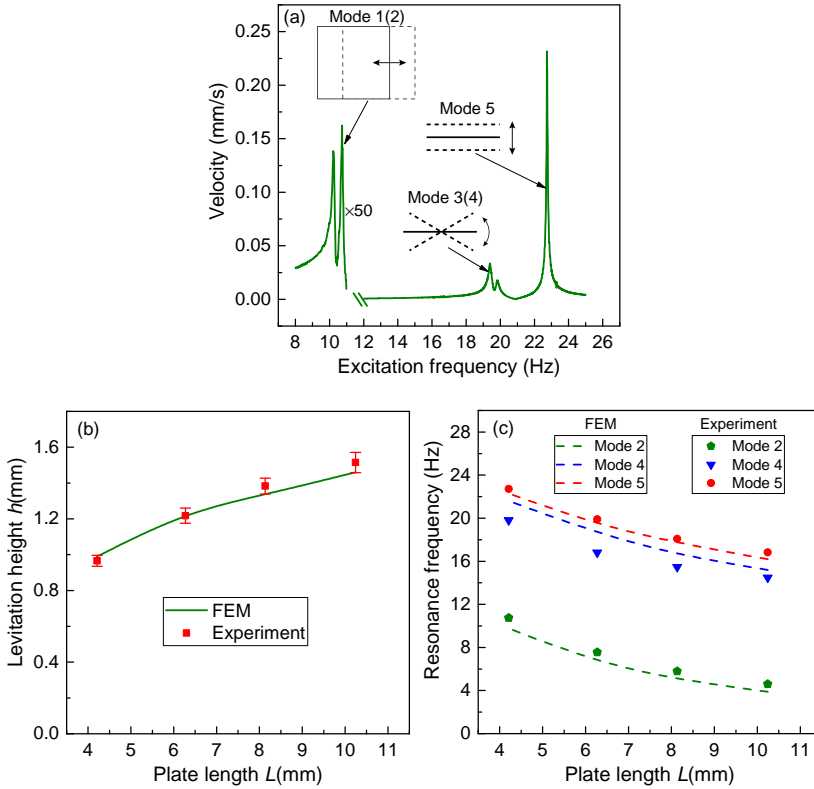 (a)
Mode 1(2)
Mode 5
Mode 3(4)
×50
Velocity (mm/s)
0.25
0.20
0.15
0.10
0.05
0.00
8 10 12 14 16 18 20 22 24 26
Excitation frequency (Hz)
(b)
Levitation height h(mm)
1.6
1.2
0.8
0.4
0.0
FEM
Experiment
4 5 6 7 8 9 10 11
Plate length L(mm)
(c)
FEM Experiment
Mode 2 Mode 2
Mode 4 Mode 4
Mode 5 Mode 5
Resonance frequency (Hz)
28
24
20
16
12
8
4
0
4 5 6 7 8 9 10 11
Plate length L(mm)